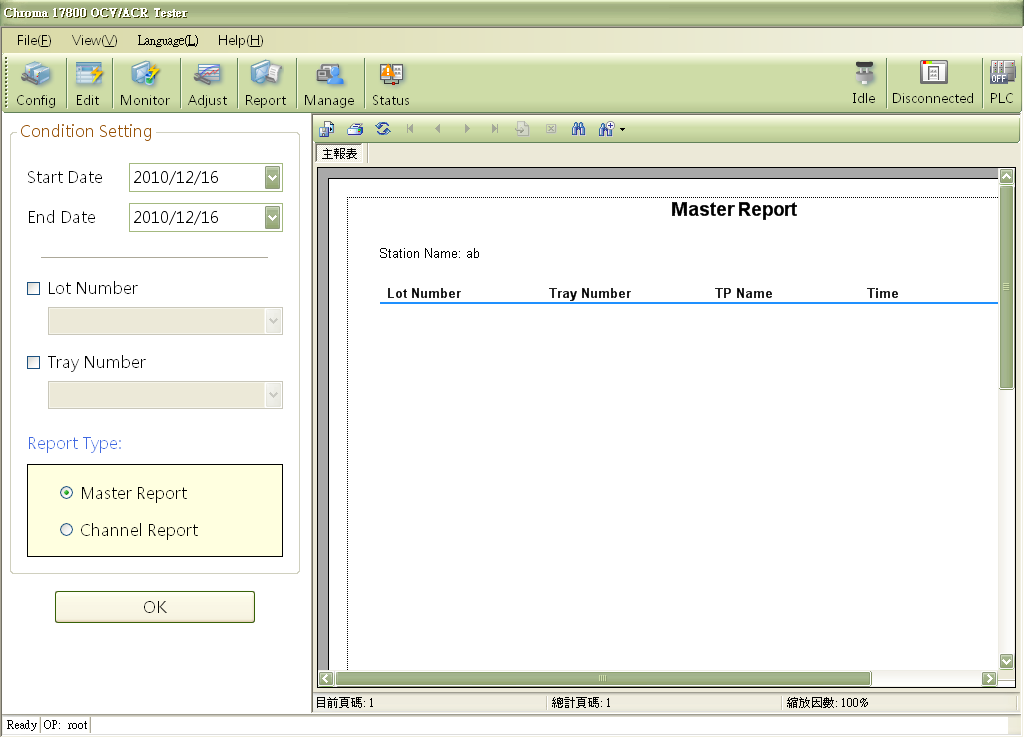 Chroma 17800 OCV/ACR Tester
File(F) View(V) Language(L) Help(H)
Config Edit Monitor Adjust Report Manage Status Idle Disconnected OFF PLC
Condition Setting
Start Date 2010/12/16
End Date 2010/12/16
Lot Number
Tray Number
Report Type:
Master Report
Channel Report
OK
主報表
Master Report
Station Name: ab
Lot Number Tray Number TP Name Time
目前頁碼: 1 總計頁碼: 1 縮放因數: 100%
Ready OP: root